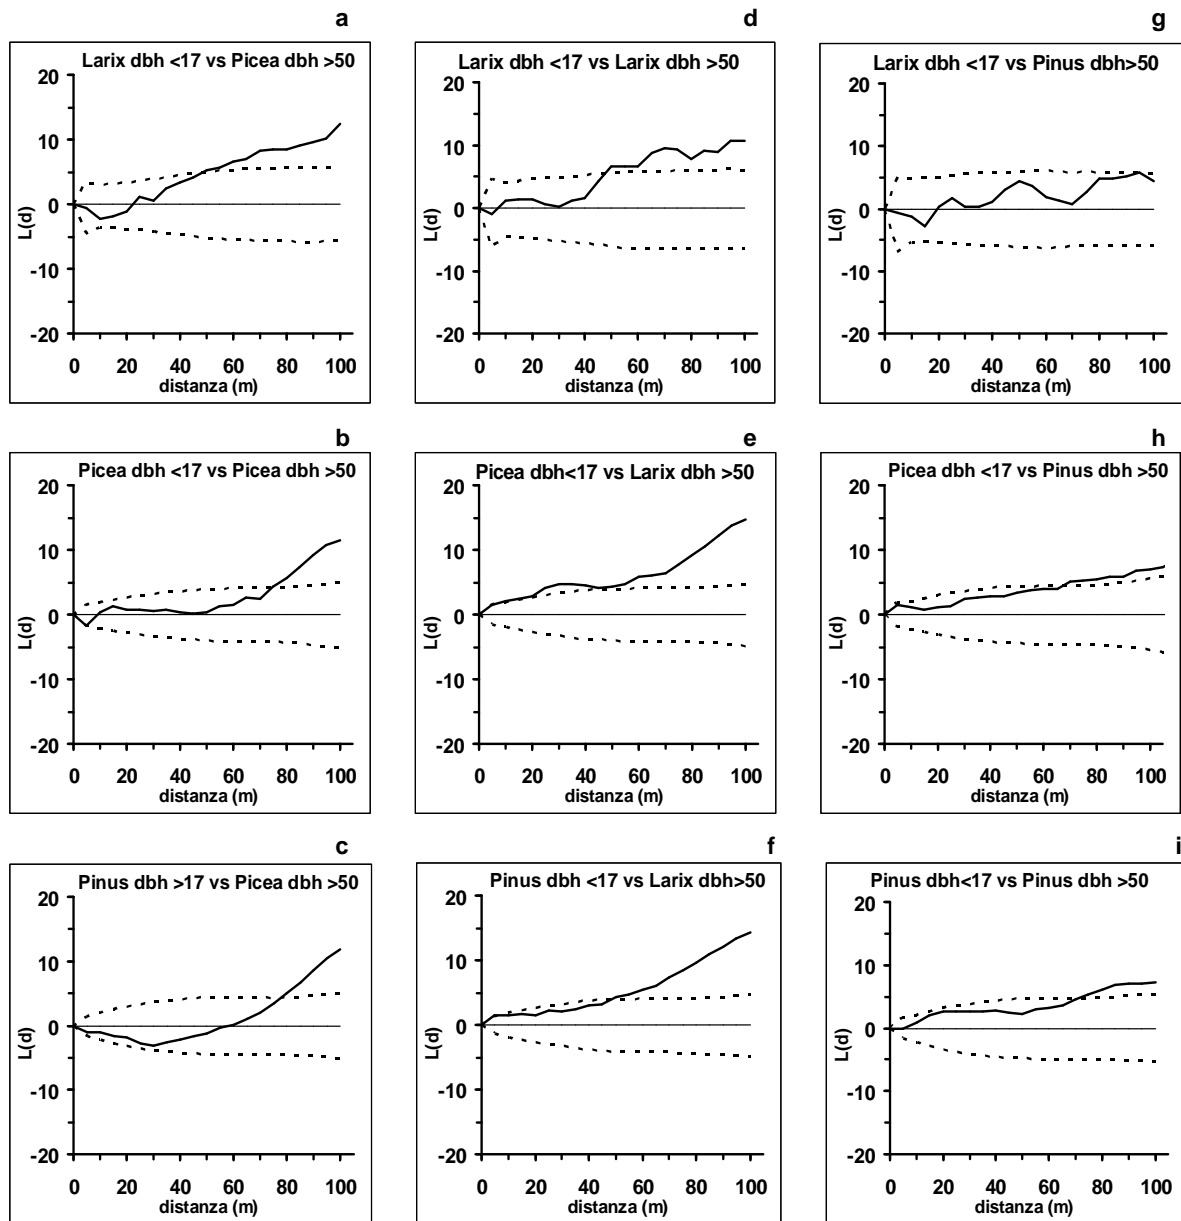 a
Larix dbh <17 vs Picea dbh >50
20
10
0
-10
-20
L(d)
0 20 40 60 80 100
distanza (m)
d
Larix dbh <17 vs Larix dbh >50
20
10
0
-10
-20
L(d)
0 20 40 60 80 100
distanza (m)
g
Larix dbh <17 vs Pinus dbh>50
20
10
0
-10
-20
L(d)
0 20 40 60 80 100
distanza (m)
b
Picea dbh <17 vs Picea dbh >50
20
10
0
-10
-20
L(d)
0 20 40 60 80 100
distanza (m)
e
Picea dbh<17 vs Larix dbh >50
20
10
0
-10
-20
L(d)
0 20 40 60 80 100
distanza (m)
h
Picea dbh <17 vs Pinus dbh >50
20
10
0
-10
-20
L(d)
0 20 40 60 80 100
distanza (m)
c
Pinus dbh >17 vs Picea dbh >50
20
10
0
-10
-20
L(d)
0 20 40 60 80 100
distanza (m)
f
Pinus dbh <17 vs Larix dbh>50
20
10
0
-10
-20
L(d)
0 20 40 60 80 100
distanza (m)
i
Pinus dbh<17 vs Pinus dbh >50
20
10
0
-10
-20
L(d)
0 20 40 60 80 100
distanza (m)